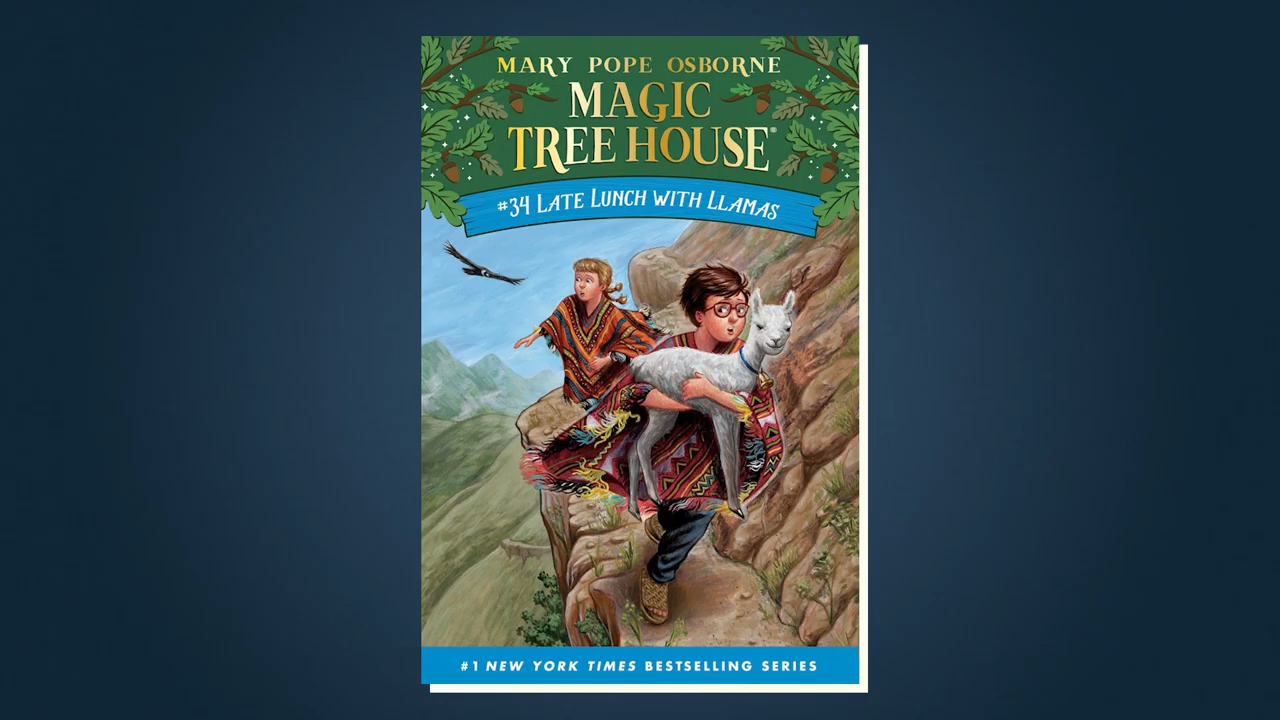 MARY POPE OSBORNE
MAGIC
TREE HOUSE®
#34 LATE LUNCH WITH LLAMAS
#1 NEW YORK TIMES BESTSELLING SERIES